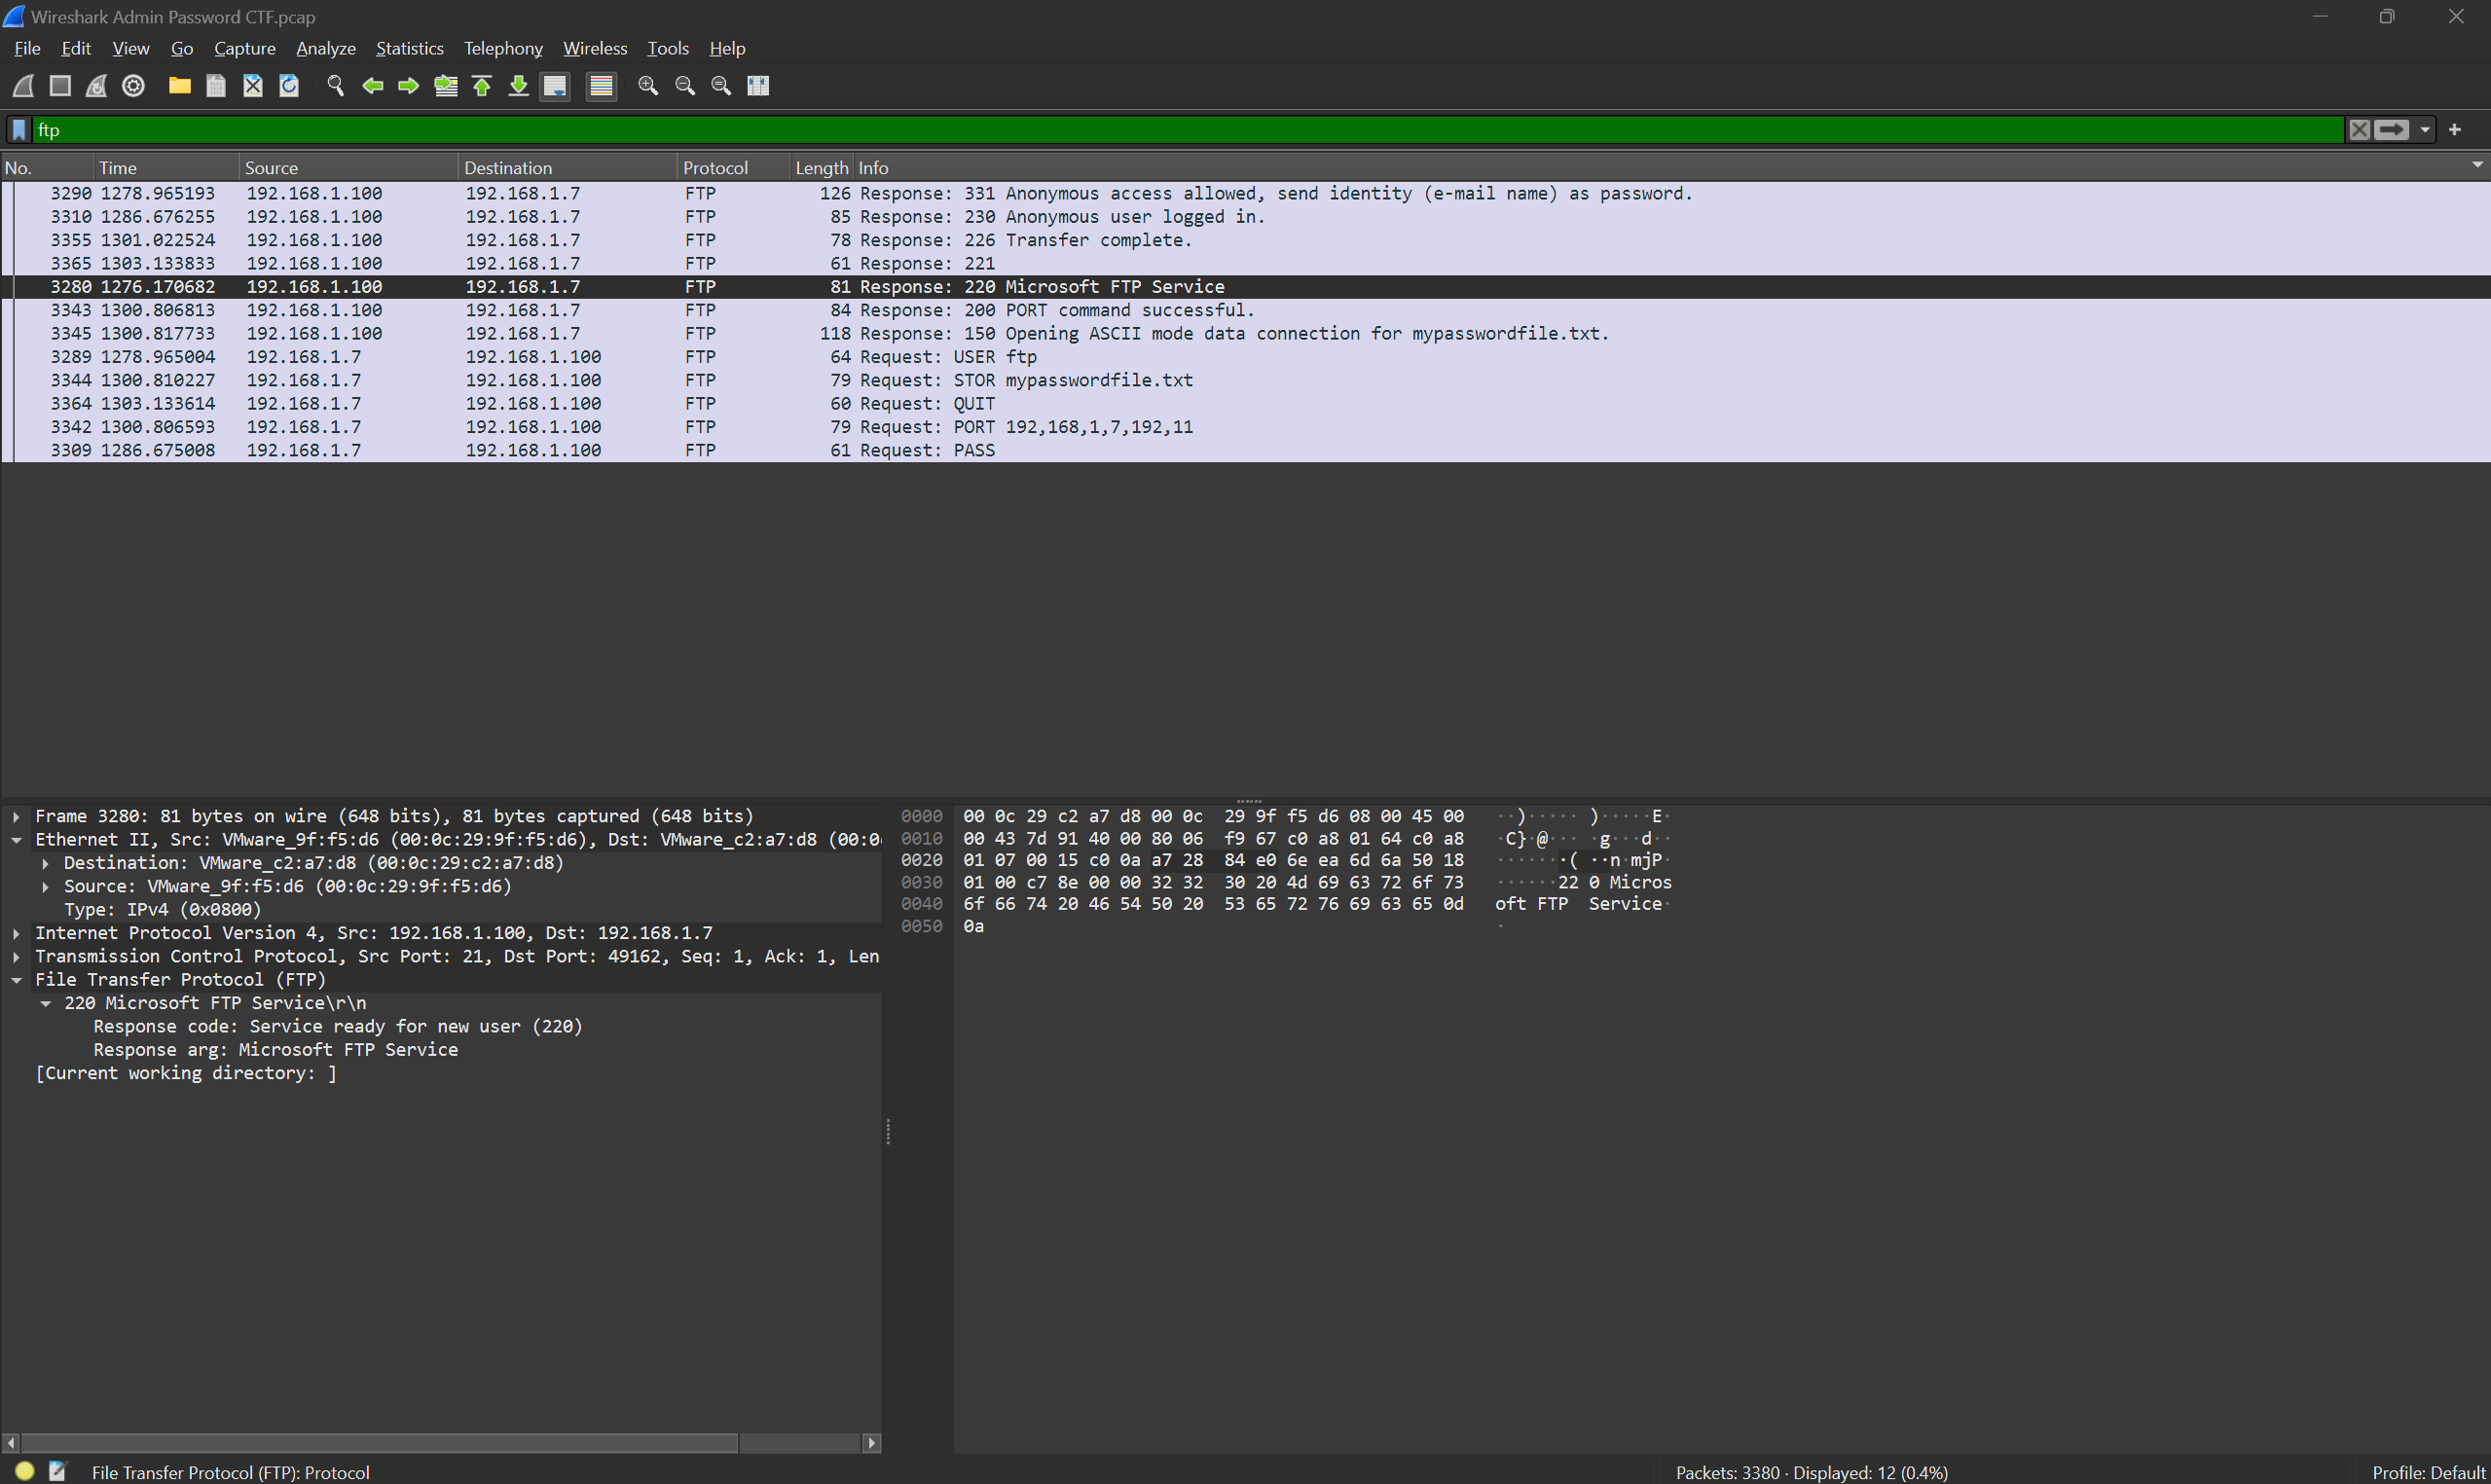 Wireshark Admin Password CTF.pcap
File Edit View Go Capture Analyze Statistics Telephony Wireless Tools Help
ftp
No. Time Source Destination Protocol Length Info
3290 1278.965193 192.168.1.100 192.168.1.7 FTP 126 Response: 331 Anonymous access allowed, send identity (e-mail name) as password.
3310 1286.676255 192.168.1.100 192.168.1.7 FTP 85 Response: 230 Anonymous user logged in.
3355 1301.022524 192.168.1.100 192.168.1.7 FTP 78 Response: 226 Transfer complete.
3365 1303.133833 192.168.1.100 192.168.1.7 FTP 61 Response: 221
3280 1276.170682 192.168.1.100 192.168.1.7 FTP 81 Response: 220 Microsoft FTP Service
3343 1300.806813 192.168.1.100 192.168.1.7 FTP 84 Response: 200 PORT command successful.
3345 1300.817733 192.168.1.100 192.168.1.7 FTP 118 Response: 150 Opening ASCII mode data connection for mypasswordfile.txt.
3289 1278.965004 192.168.1.7 192.168.1.100 FTP 64 Request: USER ftp
3344 1300.810227 192.168.1.7 192.168.1.100 FTP 79 Request: STOR mypasswordfile.txt
3364 1303.133614 192.168.1.7 192.168.1.100 FTP 60 Request: QUIT
3342 1300.806593 192.168.1.7 192.168.1.100 FTP 79 Request: PORT 192,168,1,7,192,11
3309 1286.675008 192.168.1.7 192.168.1.100 FTP 61 Request: PASS
Frame 3280: 81 bytes on wire (648 bits), 81 bytes captured (648 bits)
Ethernet II, Src: VMware_9f:f5:d6 (00:0c:29:9f:f5:d6), Dst: VMware_c2:a7:d8 (00:0
Destination: VMware_c2:a7:d8 (00:0c:29:c2:a7:d8)
Source: VMware_9f:f5:d6 (00:0c:29:9f:f5:d6)
Type: IPv4 (0x0800)
Internet Protocol Version 4, Src: 192.168.1.100, Dst: 192.168.1.7
Transmission Control Protocol, Src Port: 21, Dst Port: 49162, Seq: 1, Ack: 1, Len
File Transfer Protocol (FTP)
220 Microsoft FTP Service\r\n
Response code: Service ready for new user (220)
Response arg: Microsoft FTP Service
[Current working directory: ]
0000 00 0c 29 c2 a7 d8 00 0c 29 9f f5 d6 08 00 45 00 ··)····· )·····E·
0010 00 43 7d 91 40 00 80 06 f9 67 c0 a8 01 64 c0 a8 ·C}·@··· ·g···d··
0020 01 07 00 15 c0 0a a7 28 84 e0 6e ea 6d 6a 50 18 ·······( ··n·mjP·
0030 01 00 c7 8e 00 00 32 32 30 20 4d 69 63 72 6f 73 ······22 0 Micros
0040 6f 66 74 20 46 54 50 20 53 65 72 76 69 63 65 0d oft FTP Service·
0050 0a ·
File Transfer Protocol (FTP): Protocol
Packets: 3380 · Displayed: 12 (0.4%)
Profile: Default